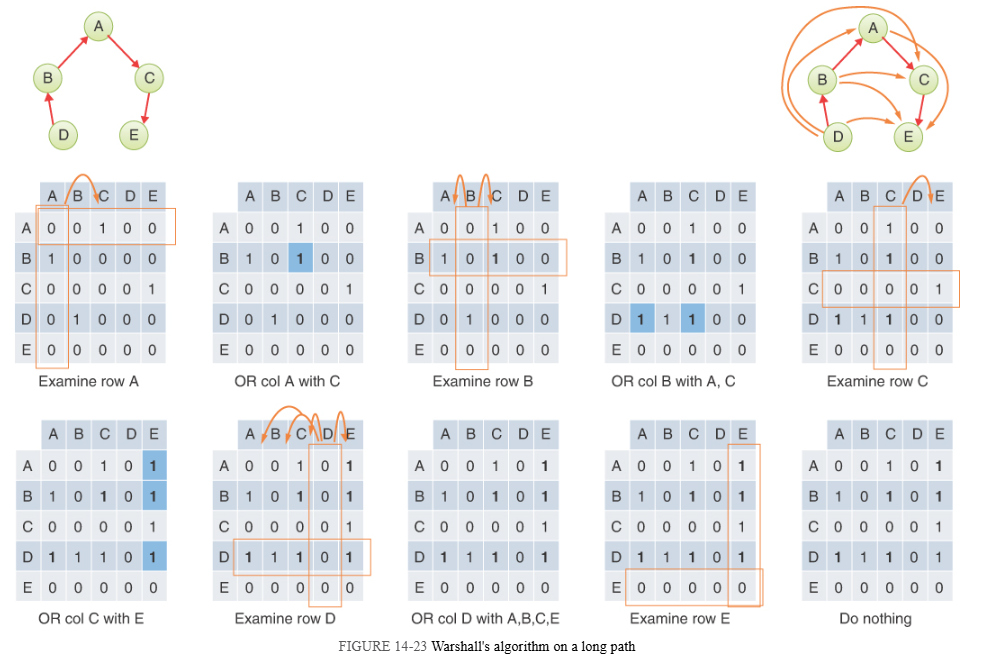 A
A
B
C
B
C
D
E
D
E
A B C D E
A B C D E
A B C D E
A B C D E
A B C D E
A 0 0 1 0 0
A 0 0 1 0 0
A 0 0 1 0 0
A 0 0 1 0 0
A 0 0 1 0 0
B 1 0 0 0 0
B 1 0 1 0 0
B 1 0 1 0 0
B 1 0 1 0 0
B 1 0 1 0 0
C 0 0 0 0 1
C 0 0 0 0 1
C 0 0 0 0 1
C 0 0 0 0 1
C 0 0 0 0 1
D 0 1 0 0 0
D 0 1 0 0 0
D 0 1 0 0 0
D 1 1 1 0 0
D 1 1 1 0 0
E 0 0 0 0 0
E 0 0 0 0 0
E 0 0 0 0 0
E 0 0 0 0 0
E 0 0 0 0 0
Examine row A
OR col A with C
Examine row B
OR col B with A, C
Examine row C
A B C D E
A B C D E
A B C D E
A B C D E
A B C D E
A 0 0 1 0 1
A 0 0 1 0 1
A 0 0 1 0 1
A 0 0 1 0 1
A 0 0 1 0 1
B 1 0 1 0 1
B 1 0 1 0 1
B 1 0 1 0 1
B 1 0 1 0 1
B 1 0 1 0 1
C 0 0 0 0 1
C 0 0 0 0 1
C 0 0 0 0 1
C 0 0 0 0 1
C 0 0 0 0 1
D 1 1 1 0 1
D 1 1 1 0 1
D 1 1 1 0 1
D 1 1 1 0 1
D 1 1 1 0 1
E 0 0 0 0 0
E 0 0 0 0 0
E 0 0 0 0 0
E 0 0 0 0 0
E 0 0 0 0 0
OR col C with E
Examine row D
OR col D with A,B,C,E
Examine row E
Do nothing
FIGURE 14-23 Warshall's algorithm on a long path